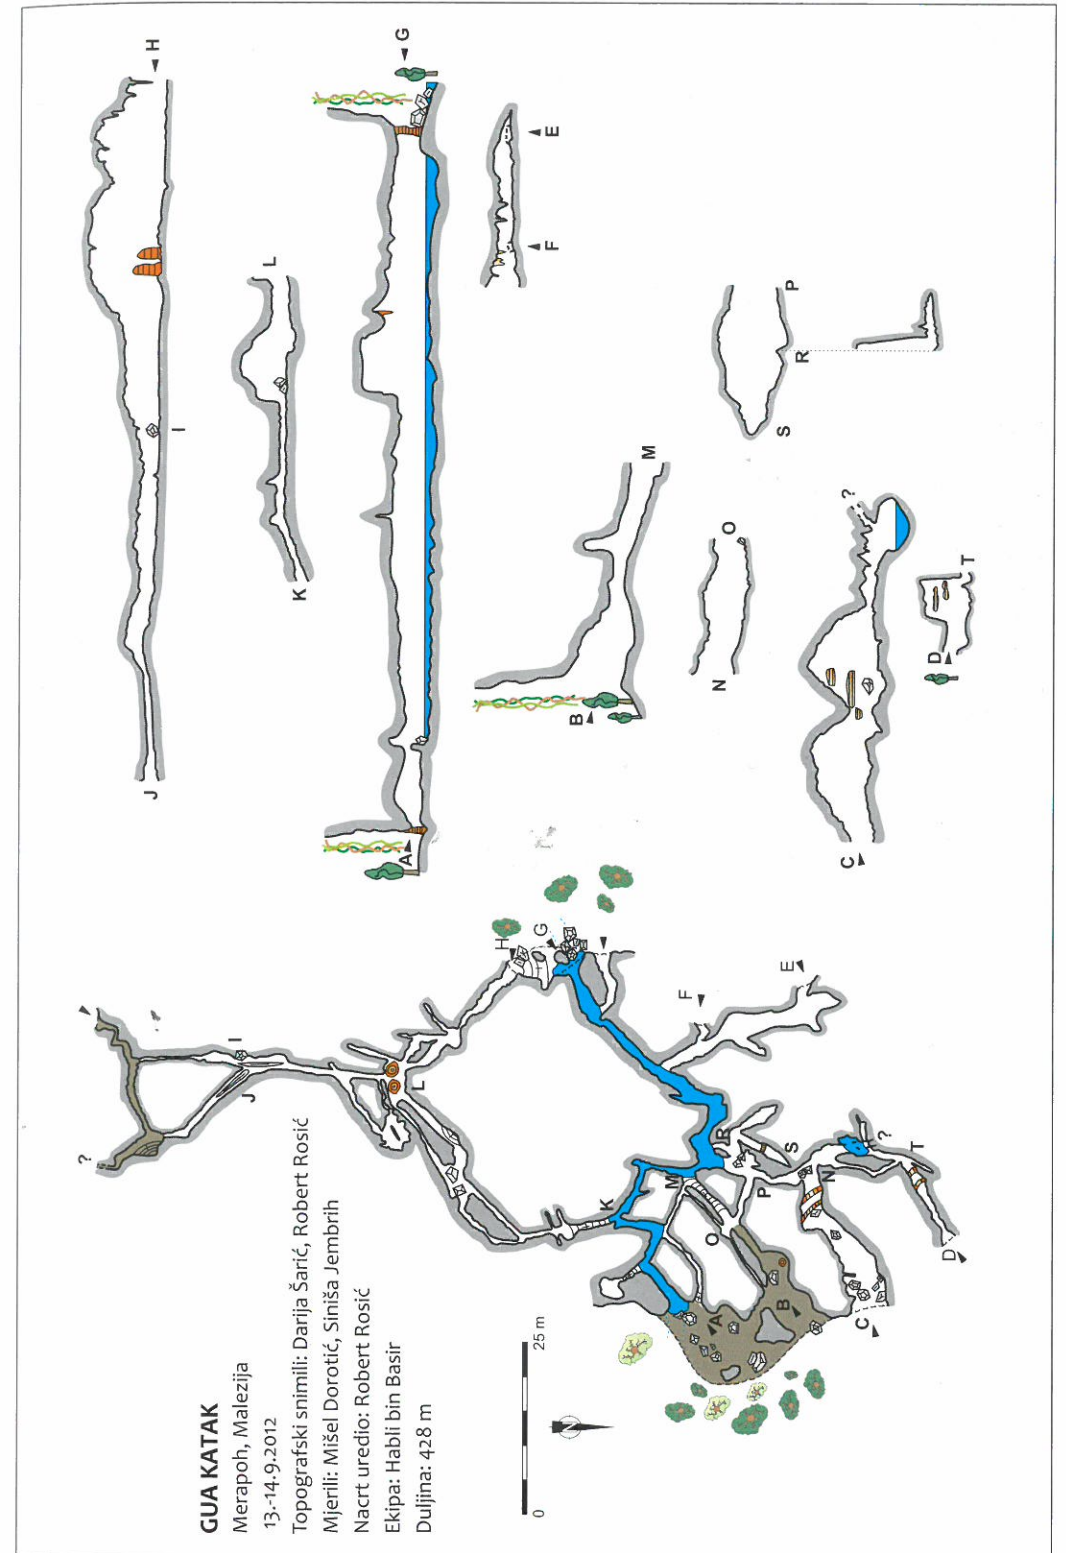 GUA KATAK
Merapoh, Malezija
13.-14.9.2012
Topografski snimili: Darija Šarić, Robert Rosić
Mjerili: Mišel Dorotić, Siniša Jembrih
Nacrt uredio: Robert Rosić
Ekipa: Habli bin Basir
Duljina: 428 m
0
25 m
N
?
J
I
L
H
G
K
M
R
F
E
O
P
S
N
?
T
A
B
C
D
J
I
H
K
L
A
G
B
M
F
E
N
O
S
R
P
C
?
D
T